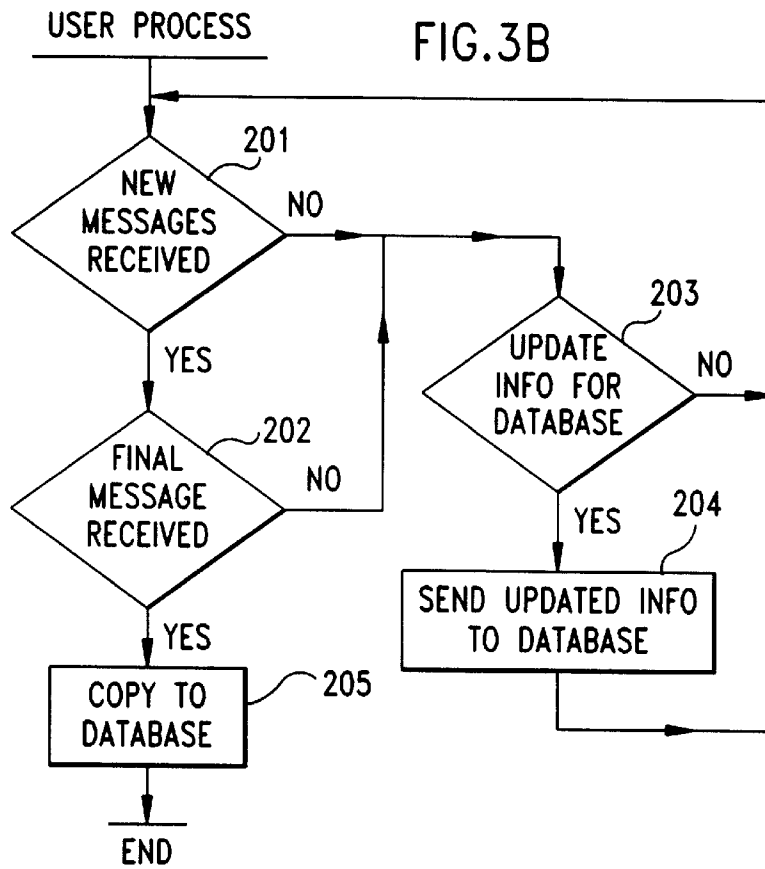 USER PROCESS
FIG.3B
201
NEW
MESSAGES
RECEIVED
NO
YES
202
FINAL
MESSAGE
RECEIVED
NO
YES
205
COPY TO
DATABASE
END
203
UPDATE
INFO FOR
DATABASE
NO
YES
204
SEND UPDATED INFO
TO DATABASE